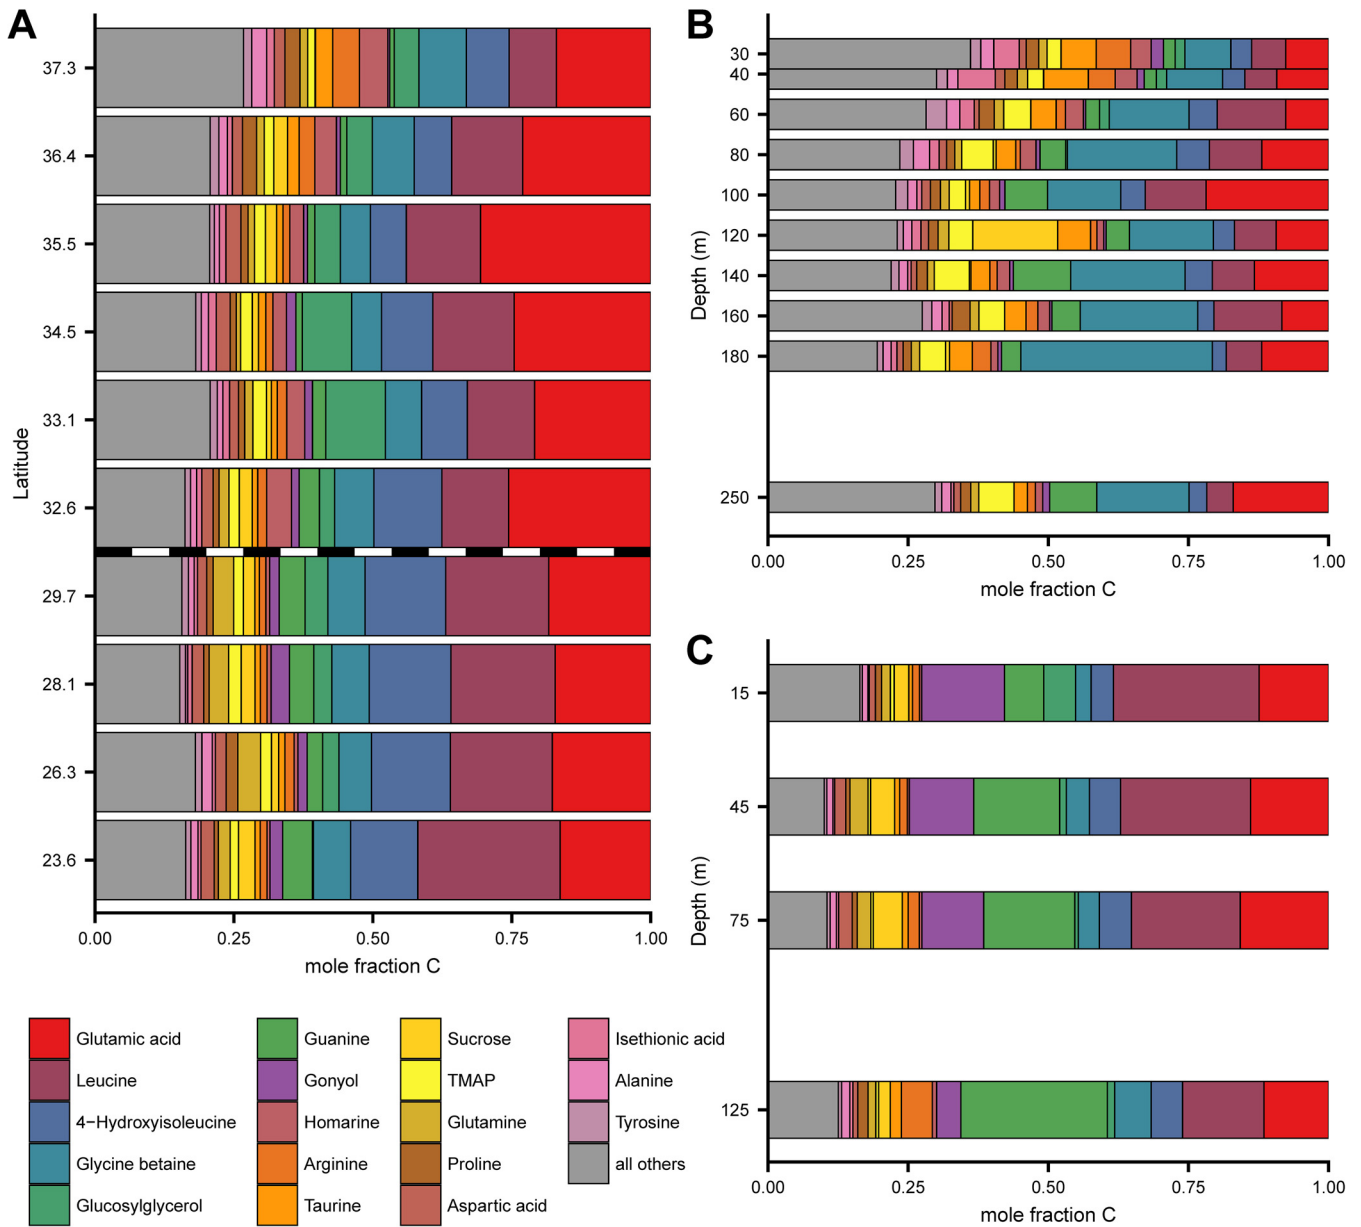 A
37.3
36.4
35.5
34.5
33.1
32.6
29.7
28.1
26.3
23.6
Latitude
0.00 0.25 0.50 0.75 1.00
mole fraction C
B
30
40
60
80
100
120
140
160
180
250
Depth (m)
0.00 0.25 0.50 0.75 1.00
mole fraction C
C
15
45
75
125
Depth (m)
0.00 0.25 0.50 0.75 1.00
mole fraction C
Glutamic acid
Leucine
4−Hydroxyisoleucine
Glycine betaine
Glucosylglycerol
Guanine
Gonyol
Homarine
Arginine
Taurine
Sucrose
TMAP
Glutamine
Proline
Aspartic acid
Isethionic acid
Alanine
Tyrosine
all others